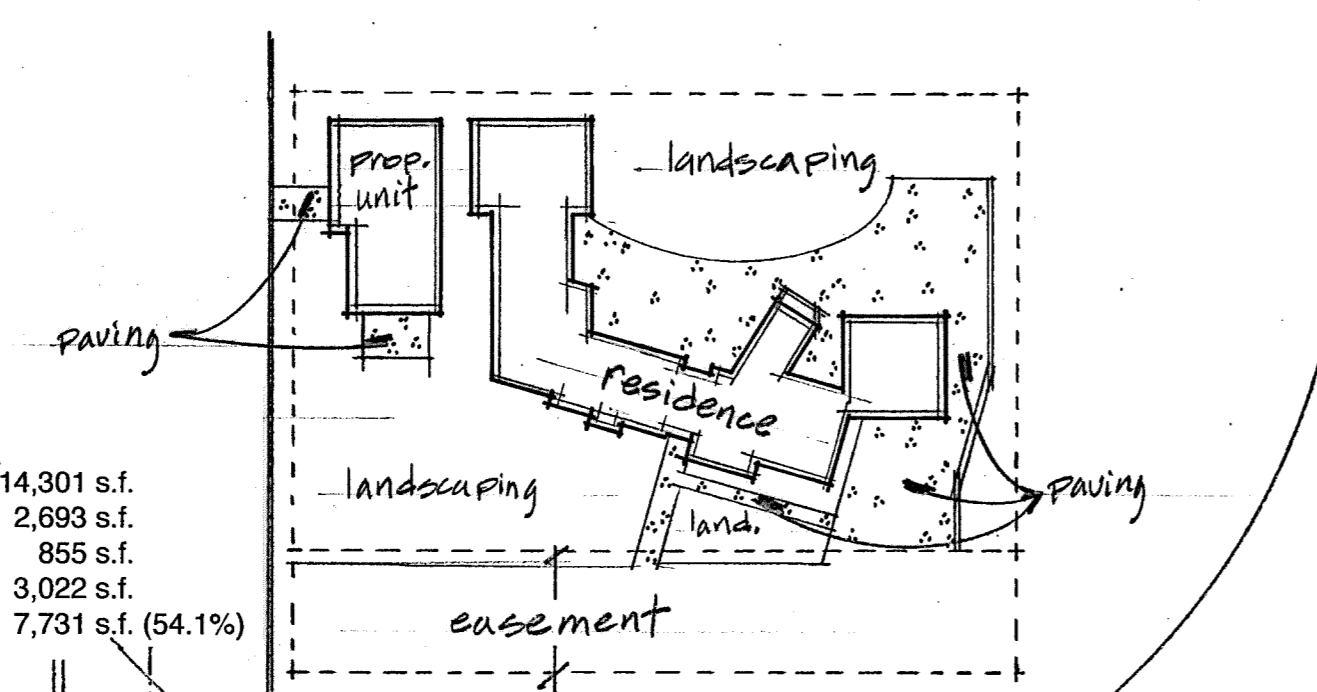 landscaping
prop.
unit
paving
residence
landscaping
paving
land.
easement
14,301 s.f.
2,693 s.f.
855 s.f.
3,022 s.f.
7,731 s.f. (54.1%)